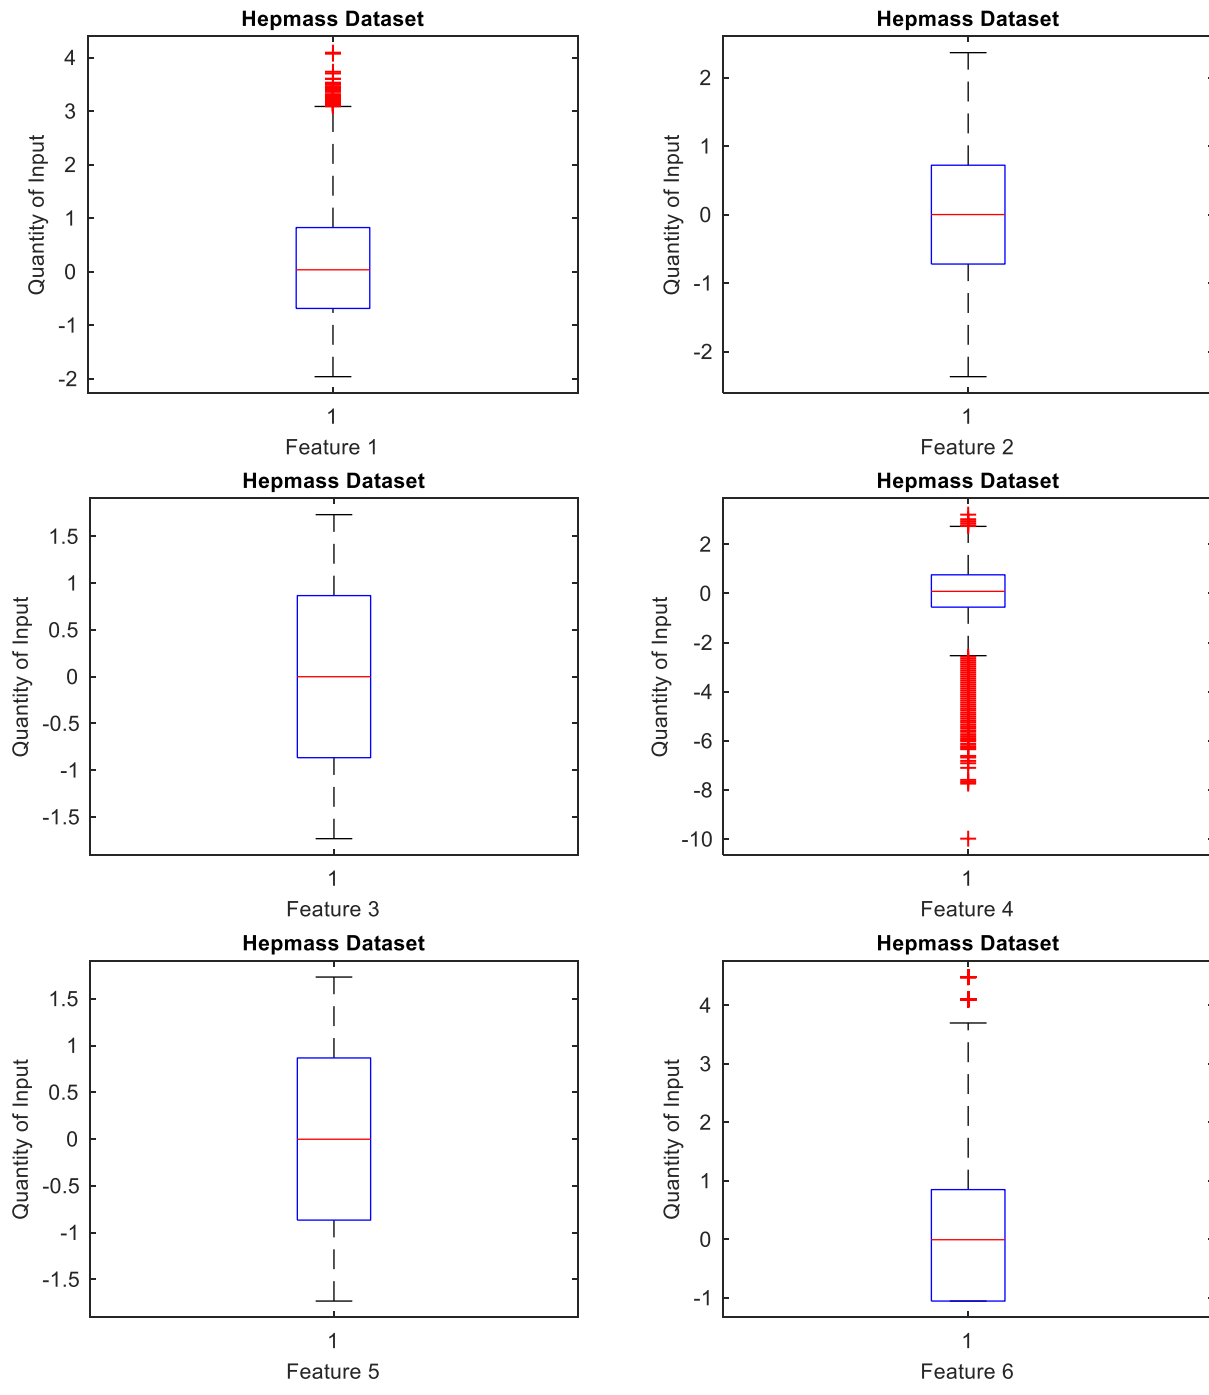 Hepmass Dataset
Quantity of Input
4
3
2
1
0
-1
-2
1
Feature 1
Hepmass Dataset
Quantity of Input
2
1
0
-1
-2
1
Feature 2
Hepmass Dataset
Quantity of Input
1.5
1
0.5
0
-0.5
-1
-1.5
1
Feature 3
Hepmass Dataset
Quantity of Input
2
0
-2
-4
-6
-8
-10
1
Feature 4
Hepmass Dataset
Quantity of Input
1.5
1
0.5
0
-0.5
-1
-1.5
1
Feature 5
Hepmass Dataset
Quantity of Input
4
3
2
1
0
-1
1
Feature 6